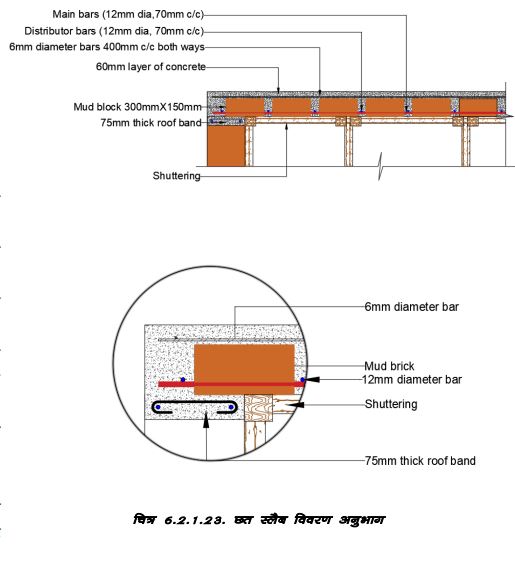 Main bars (12mm dia,70mm c/c)
Distributor bars (12mm dia, 70mm c/c)
6mm diameter bars 400mm c/c both ways
60mm layer of concrete
Mud block 300mmX150mm
75mm thick roof band
Shuttering
6mm diameter bar
Mud brick
12mm diameter bar
Shuttering
75mm thick roof band
चित्र 6.2.1.23. छत स्लैब विवरण अनुभाग